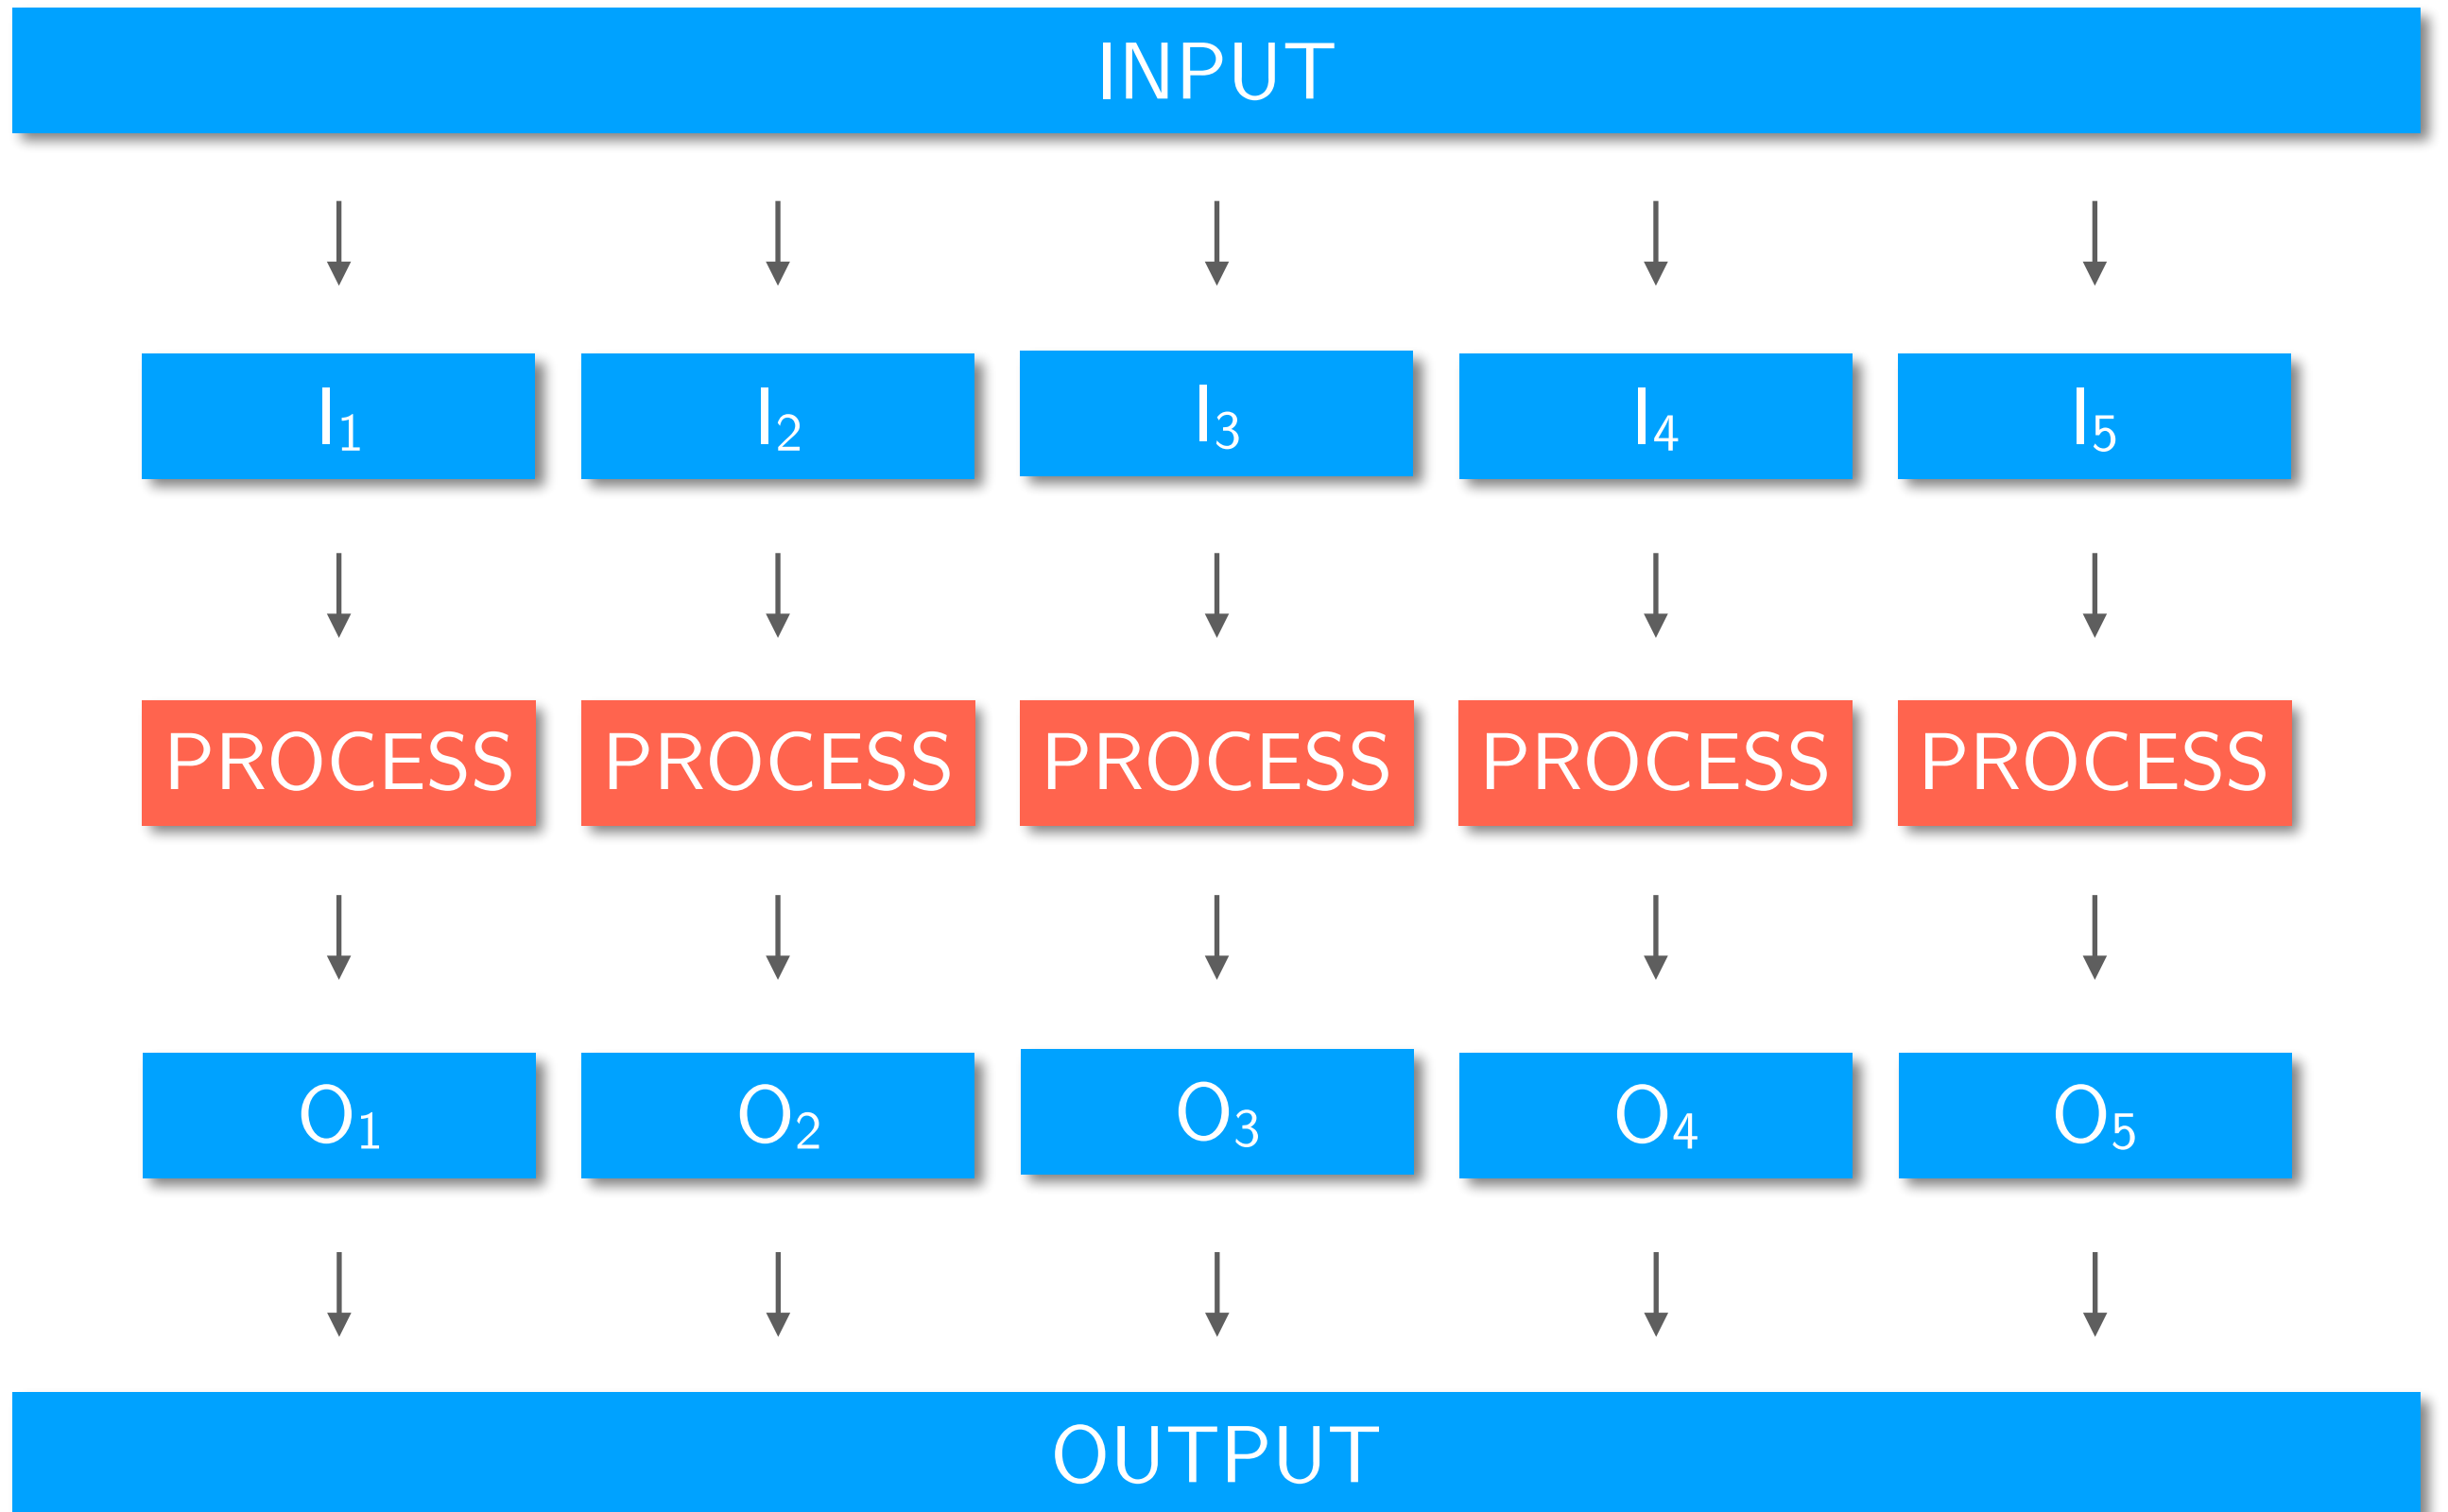 INPUT
I₁ I₂ I₃ I₄ I₅
PROCESS PROCESS PROCESS PROCESS PROCESS
O₁ O₂ O₃ O₄ O₅
OUTPUT